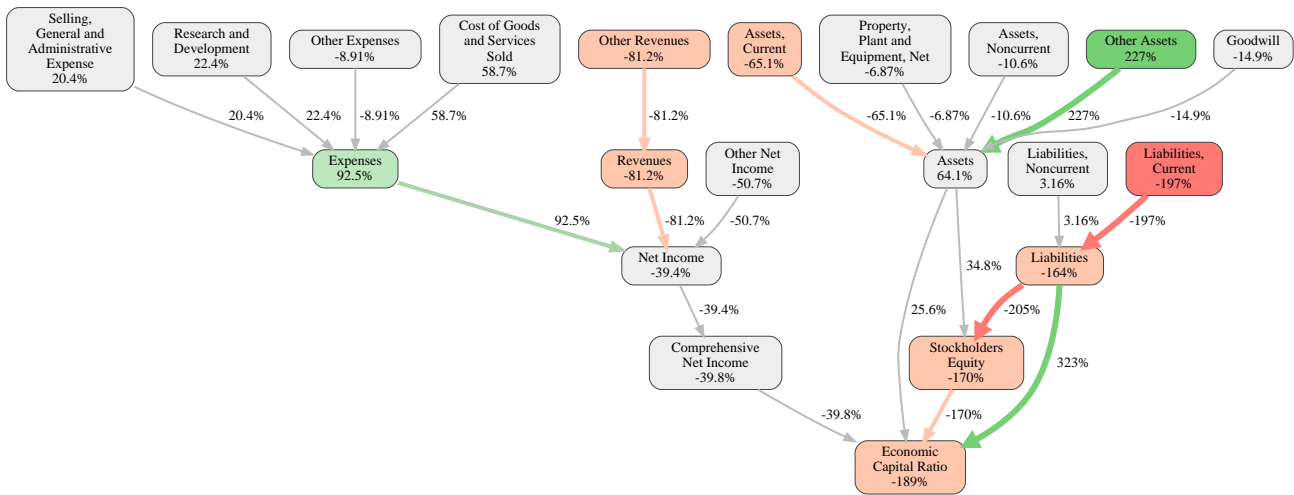 Selling,
General and
Administrative
Expense
20.4%
Research and
Development
22.4%
Other Expenses
-8.91%
Cost of Goods
and Services
Sold
58.7%
Other Revenues
-81.2%
Assets,
Current
-65.1%
Property,
Plant and
Equipment, Net
-6.87%
Assets,
Noncurrent
-10.6%
Other Assets
227%
Goodwill
-14.9%
20.4%
22.4%
-8.91%
58.7%
-81.2%
-65.1%
-6.87%
-10.6%
227%
-14.9%
Expenses
92.5%
Revenues
-81.2%
Other Net
Income
-50.7%
Assets
64.1%
Liabilities,
Noncurrent
3.16%
Liabilities,
Current
-197%
92.5%
-81.2%
-50.7%
3.16%
-197%
Net Income
-39.4%
34.8%
Liabilities
-164%
-39.4%
25.6%
-205%
Comprehensive
Net Income
-39.8%
Stockholders
Equity
-170%
323%
-39.8%
-170%
Economic
Capital Ratio
-189%